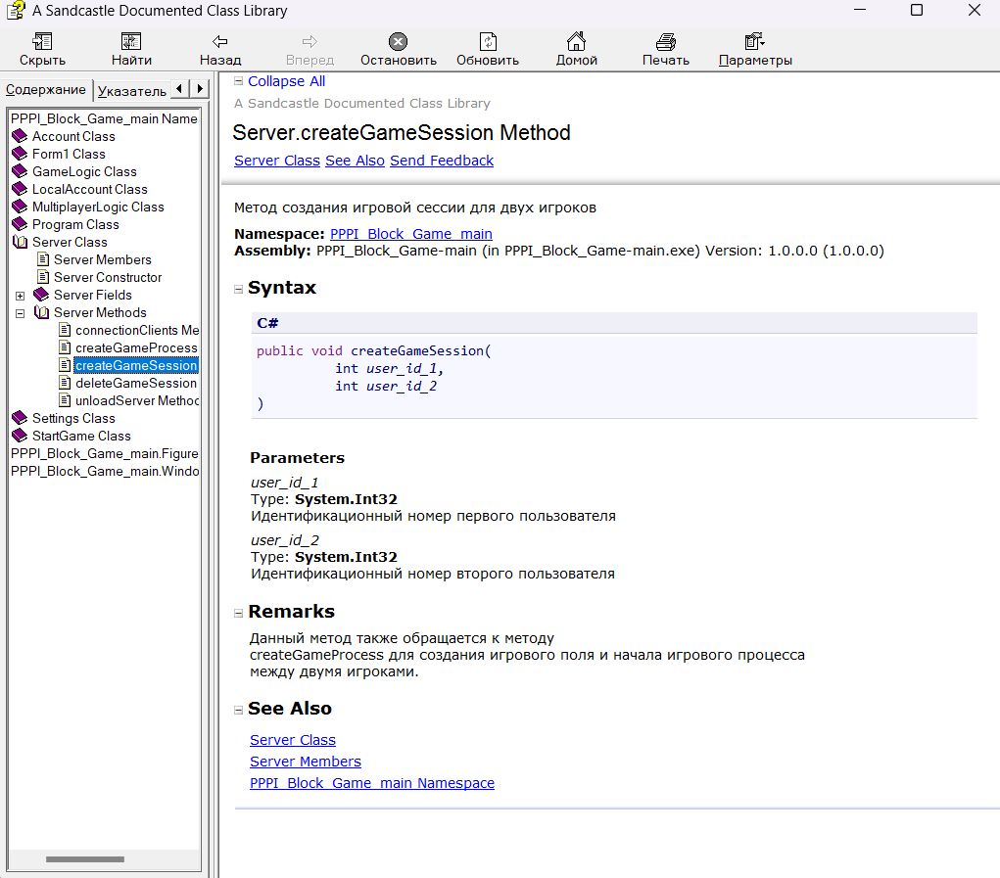 A Sandcastle Documented Class Library
Скрыть
Найти
Назад
Вперед
Остановить
Обновить
Домой
Печать
Параметры
Содержание
Указатель
PPPI_Block_Game_main Name
Account Class
Form1 Class
GameLogic Class
LocalAccount Class
MultiplayerLogic Class
Program Class
Server Class
Server Members
Server Constructor
Server Fields
Server Methods
connectionClients Me
createGameProcess
createGameSession
deleteGameSession
unloadServer Method
Settings Class
StartGame Class
PPPI_Block_Game_main.Figure
PPPI_Block_Game_main.Windo
Collapse All
A Sandcastle Documented Class Library
Server.createGameSession Method
Server Class See Also Send Feedback
Метод создания игровой сессии для двух игроков
Namespace: PPPI_Block_Game_main
Assembly: PPPI_Block_Game-main (in PPPI_Block_Game-main.exe) Version: 1.0.0.0 (1.0.0.0)
Syntax
C#
public void createGameSession(
int user_id_1,
int user_id_2
)
Parameters
user_id_1
Type: System.Int32
Идентификационный номер первого пользователя
user_id_2
Type: System.Int32
Идентификационный номер второго пользователя
Remarks
Данный метод также обращается к методу
createGameProcess для создания игрового поля и начала игрового процесса
между двумя игроками.
See Also
Server Class
Server Members
PPPI_Block_Game_main Namespace